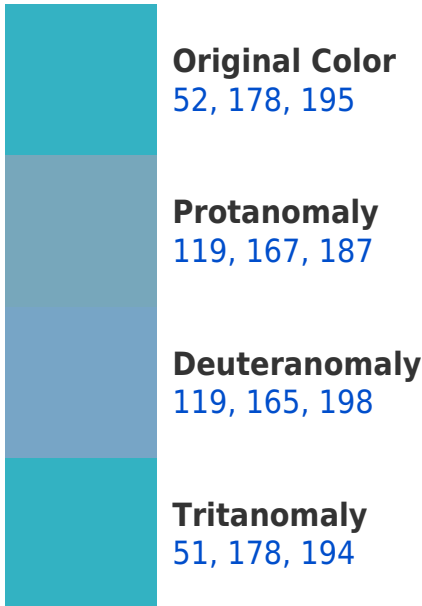 Original Color
52, 178, 195
Protanomaly
119, 167, 187
Deuteranomaly
119, 165, 198
Tritanomaly
51, 178, 194